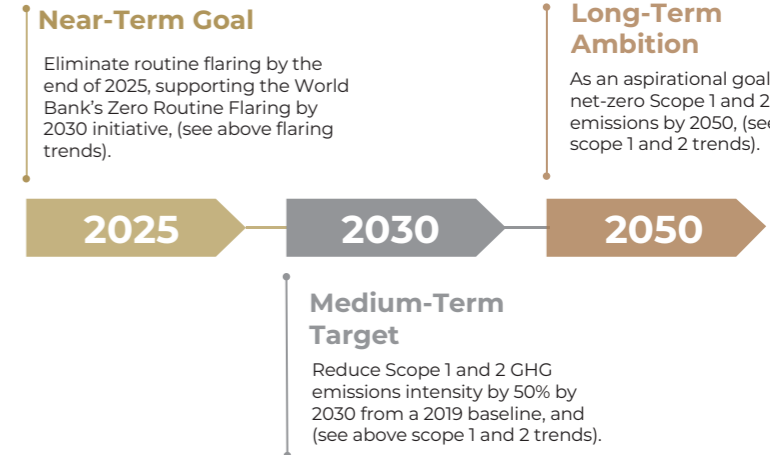 Near-Term Goal
Eliminate routine flaring by the
end of 2025, supporting the World
Bank's Zero Routine Flaring by
2030 initiative, (see above flaring
trends).
Long-Term
Ambition
As an aspirational goal
net-zero Scope 1 and 2
emissions by 2050, (see
scope 1 and 2 trends).
2025
2030
2050
Medium-Term
Target
Reduce Scope 1 and 2 GHG
emissions intensity by 50% by
2030 from a 2019 baseline, and
(see above scope 1 and 2 trends).